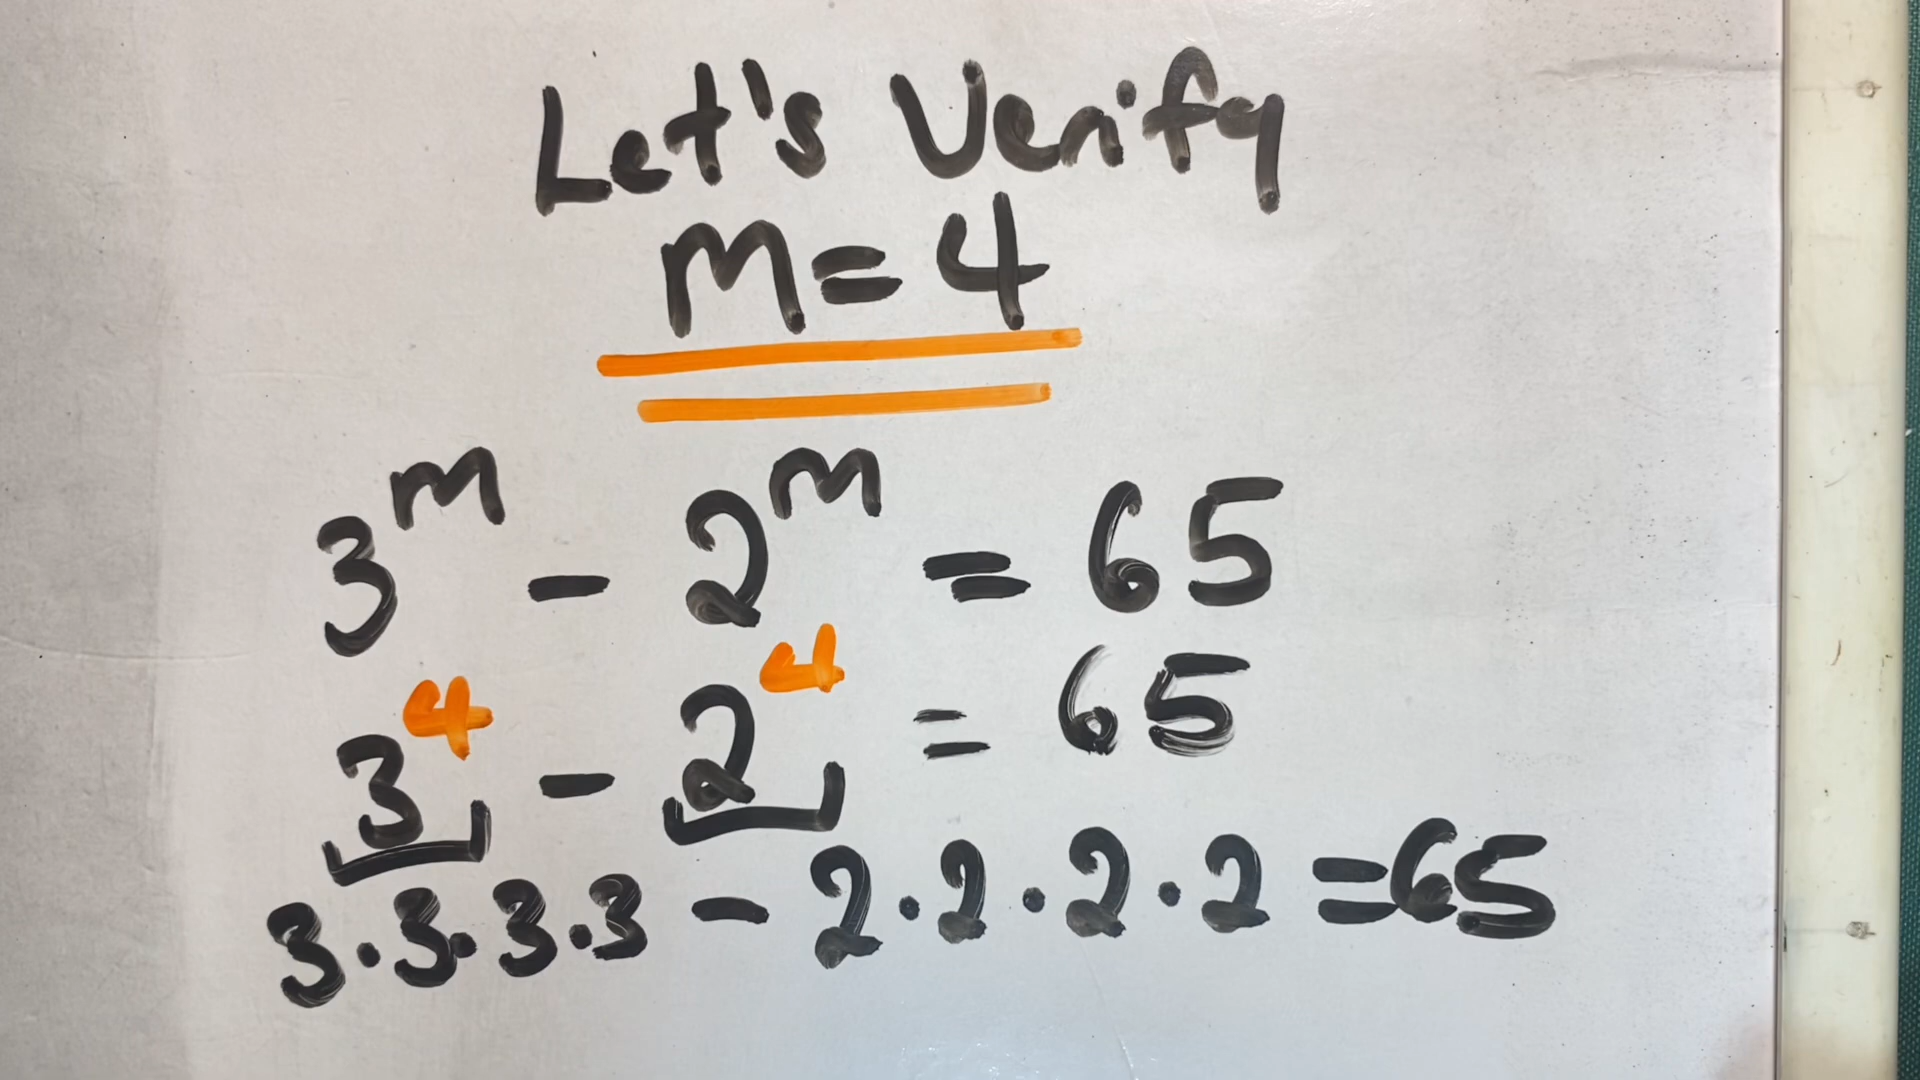 Let's Verify
m=4
3^m - 2^m = 65
3^4 - 2^4 = 65
3·3·3·3 - 2·2·2·2 =65